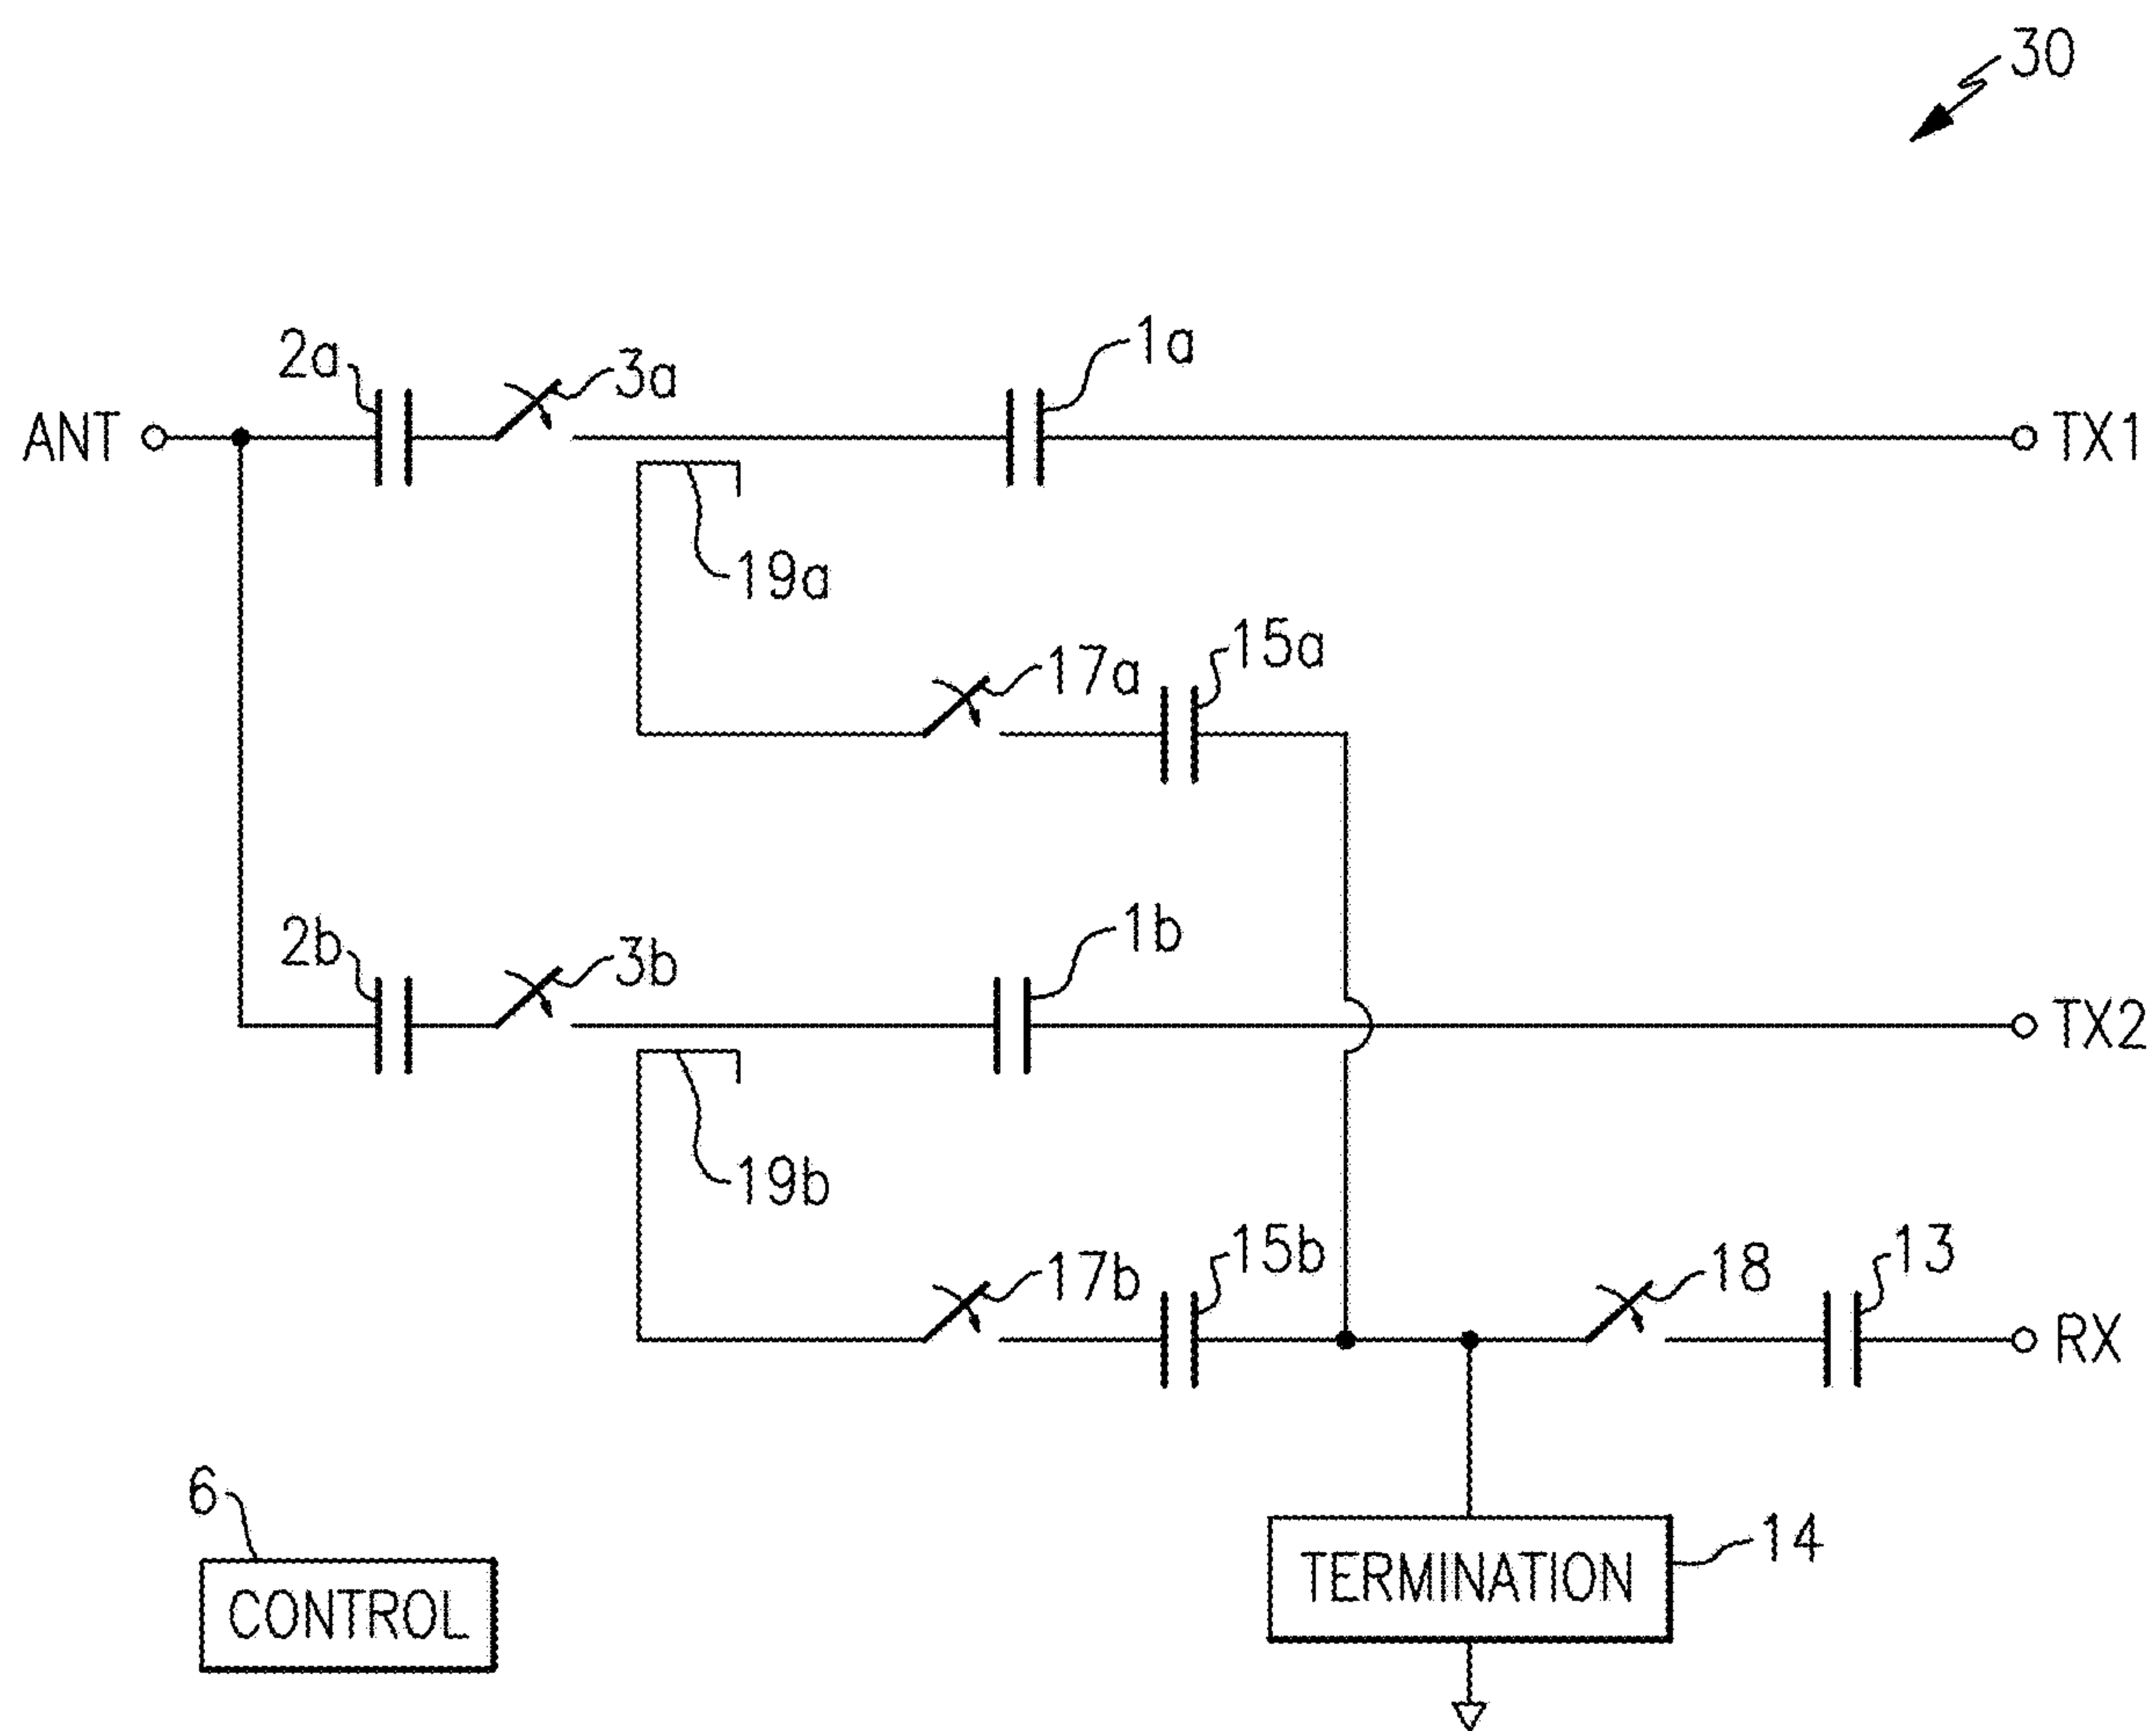 30
2a
3a
1a
ANT
TX1
19a
17a
15a
2b
3b
1b
TX2
19b
17b
15b
18
13
RX
6
CONTROL
TERMINATION
14